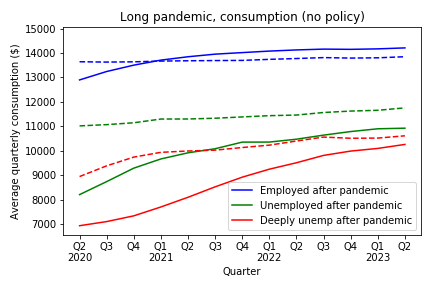 Long pandemic, consumption (no policy)
Average quarterly consumption ($)
15000
14000
13000
12000
11000
10000
9000
8000
7000
Employed after pandemic
Unemployed after pandemic
Deeply unemp after pandemic
Q2 Q3 Q4 Q1 Q2 Q3 Q4 Q1 Q2 Q3 Q4 Q1 Q2
2020 2021 2022 2023
Quarter